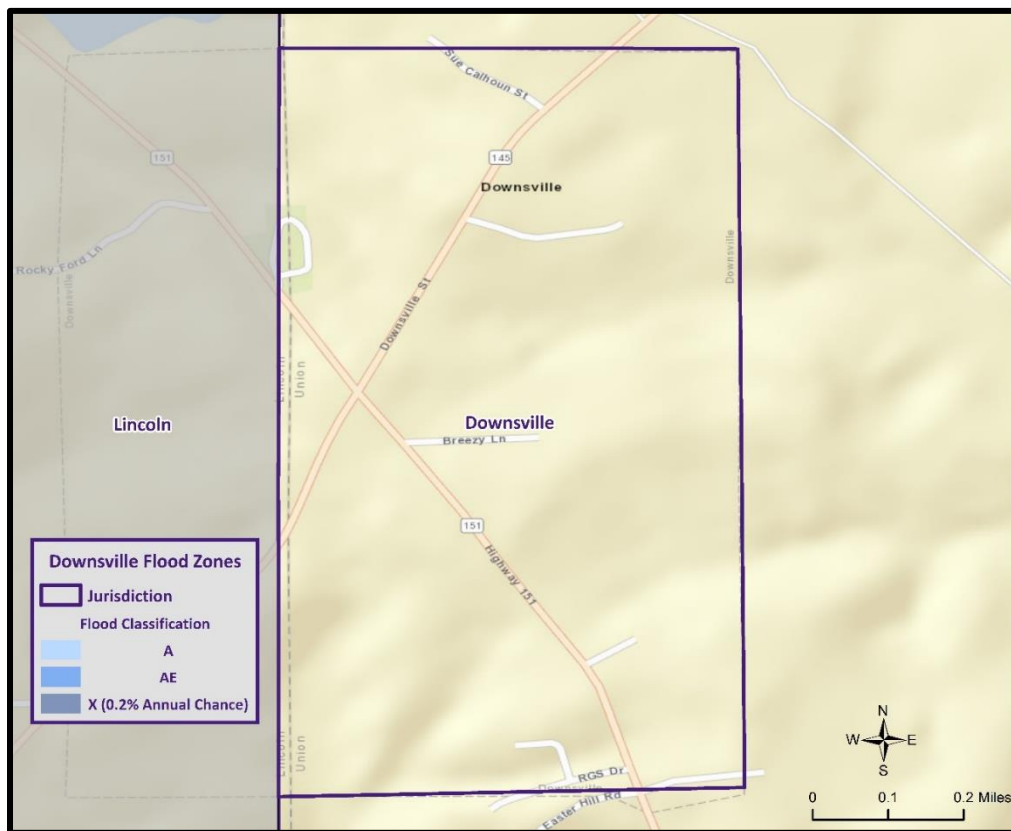 Sue Calhoun St
151
145
Downsville
Rocky Ford Ln
Downsville
Downsville
Downsville St
Lincoln
Union
Lincoln
Downsville
Breezy Ln
151
Highway 151
Downsville Flood Zones
Jurisdiction
Flood Classification
A
AE
X (0.2% Annual Chance)
Lincoln
Union
N
W
E
S
RGS Dr
Downsville
Easter Hill Rd
0
0.1
0.2 Miles